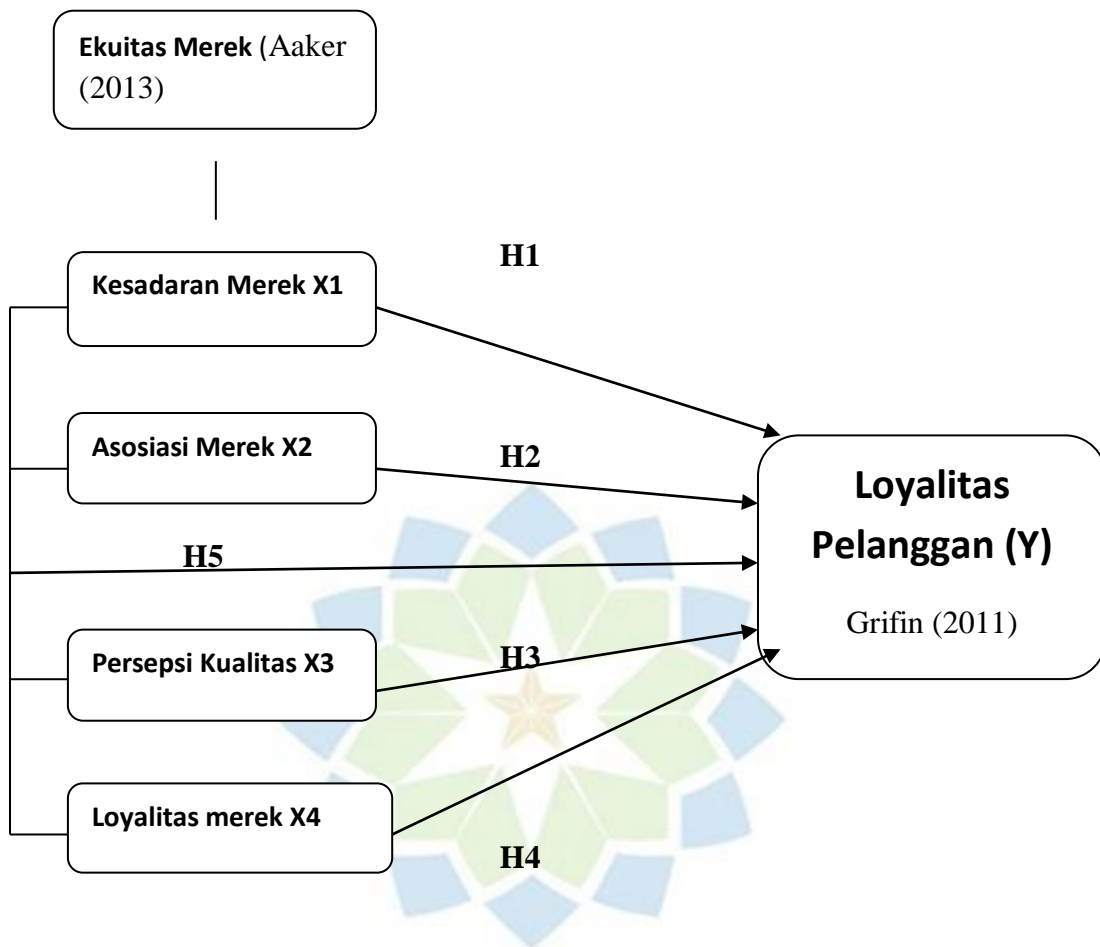 Ekuitas Merek (Aaker
(2013)
H1
Kesadaran Merek X1
Asosiasi Merek X2
H2
Loyalitas
Pelanggan (Y)
Grifin (2011)
H5
Persepsi Kualitas X3
H3
Loyalitas merek X4
H4